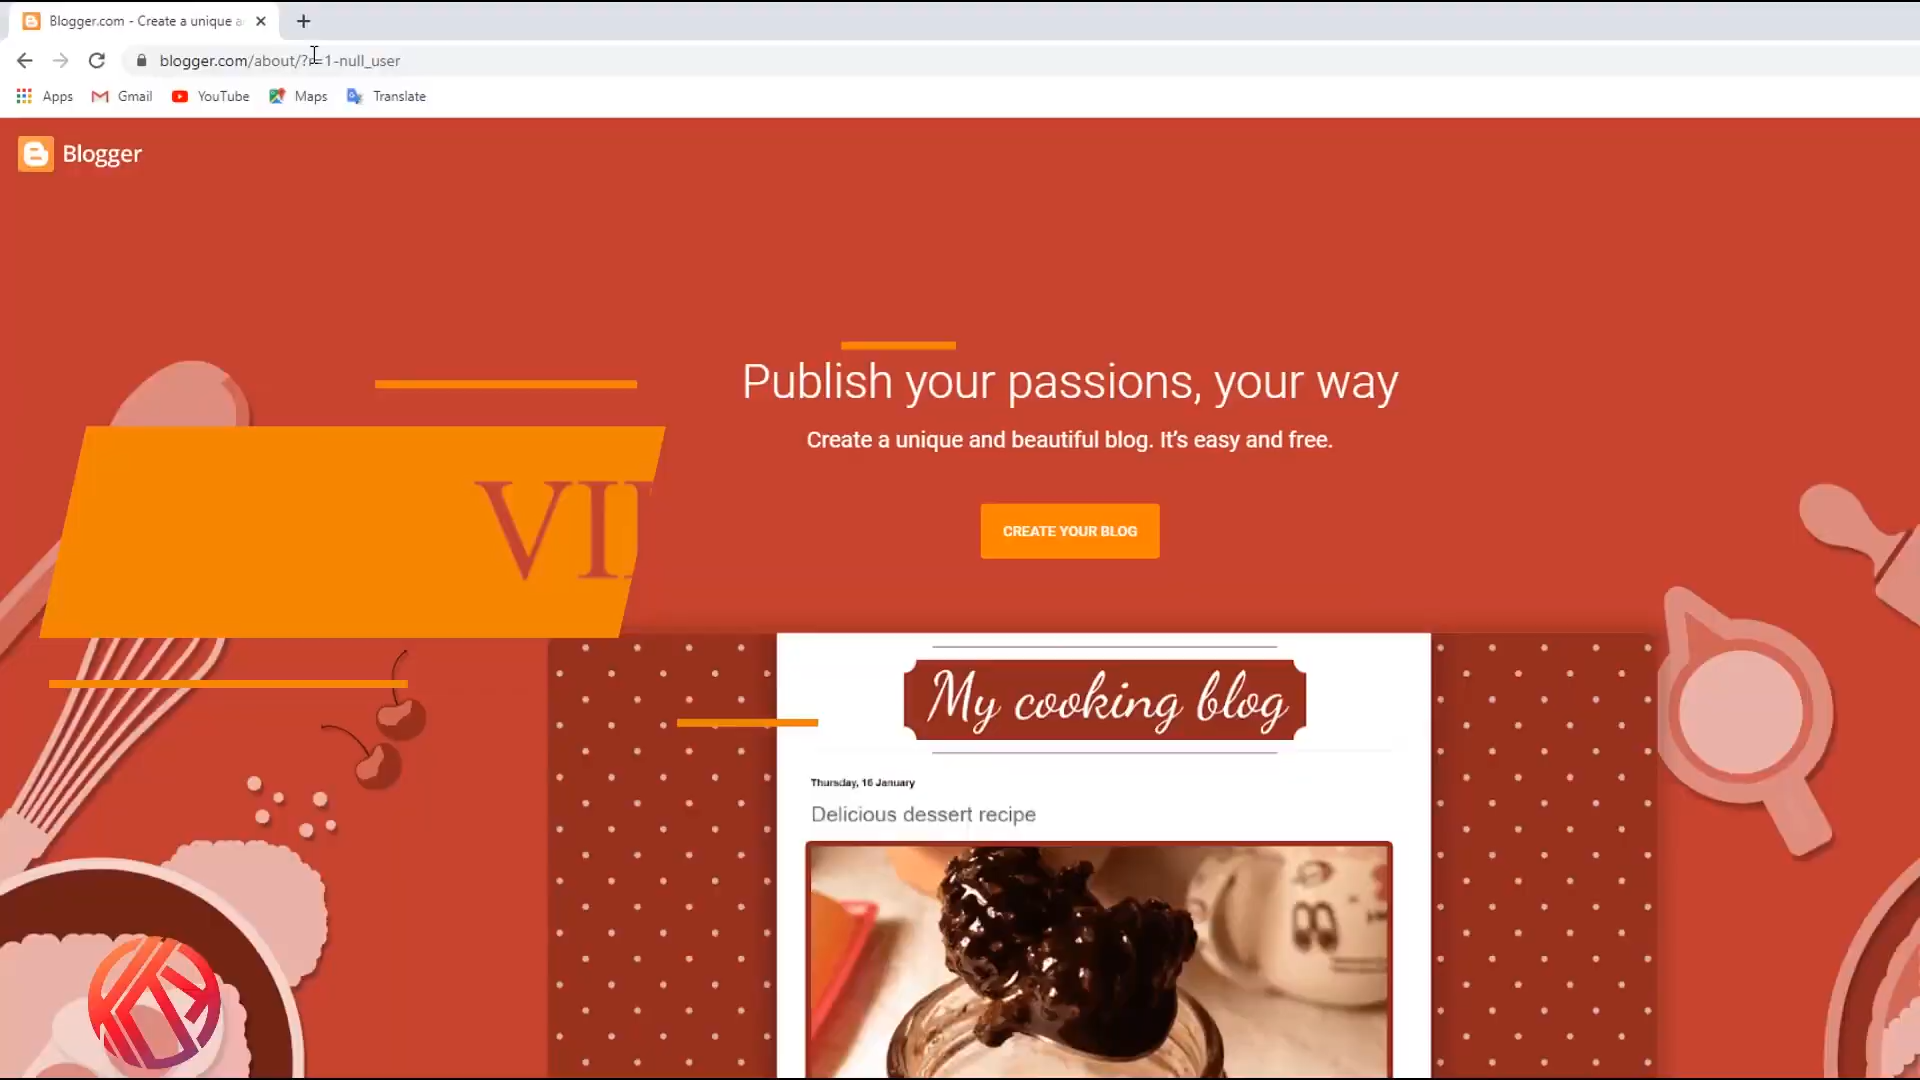 Blogger.com - Create a unique a
blogger.com/about/?r=1-null_user
Apps Gmail YouTube Maps Translate
Blogger
Publish your passions, your way
Create a unique and beautiful blog. It's easy and free.
VI
CREATE YOUR BLOG
My cooking blog
Thursday, 16 January
Delicious dessert recipe